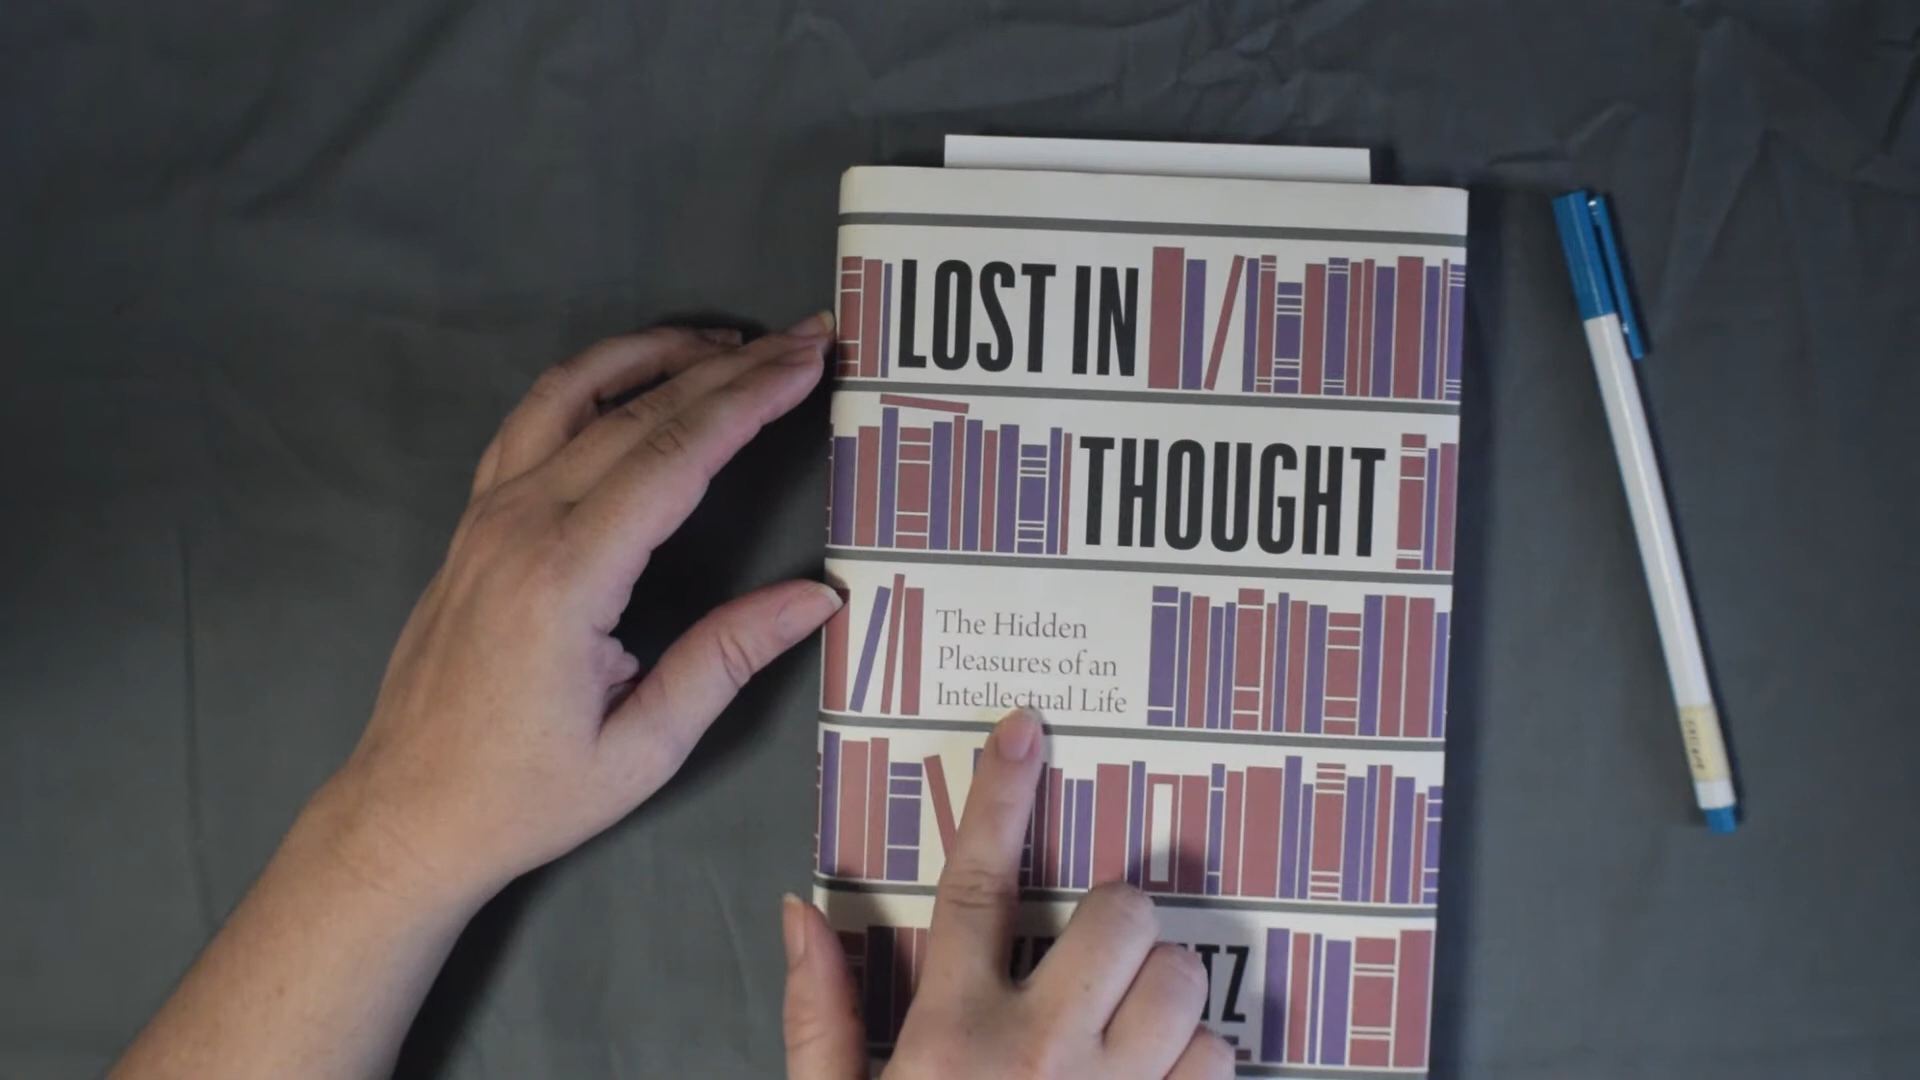 LOST IN
THOUGHT
The Hidden
Pleasures of an
Intellectual Life